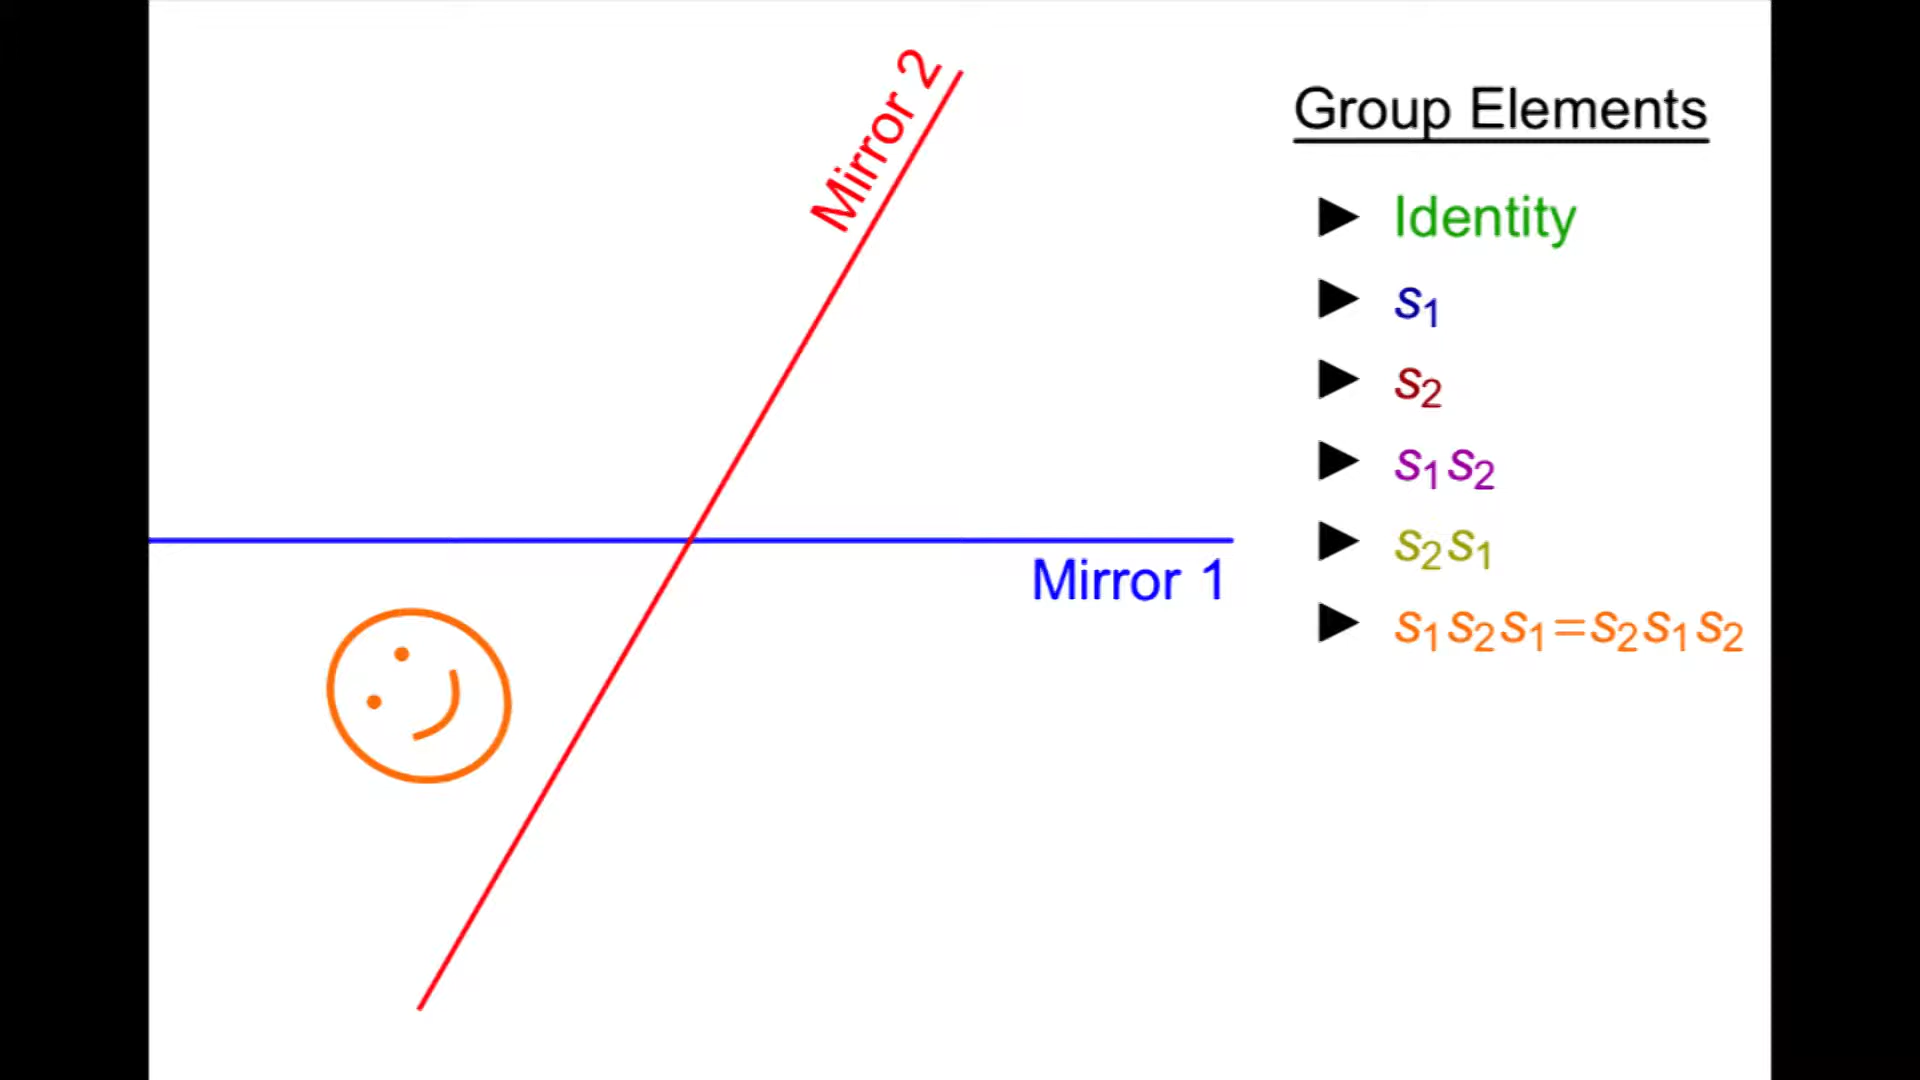 Mirror 2
Mirror 1
Group Elements
► Identity
► s₁
► s₂
► s₁s₂
► s₂s₁
► s₁s₂s₁=s₂s₁s₂